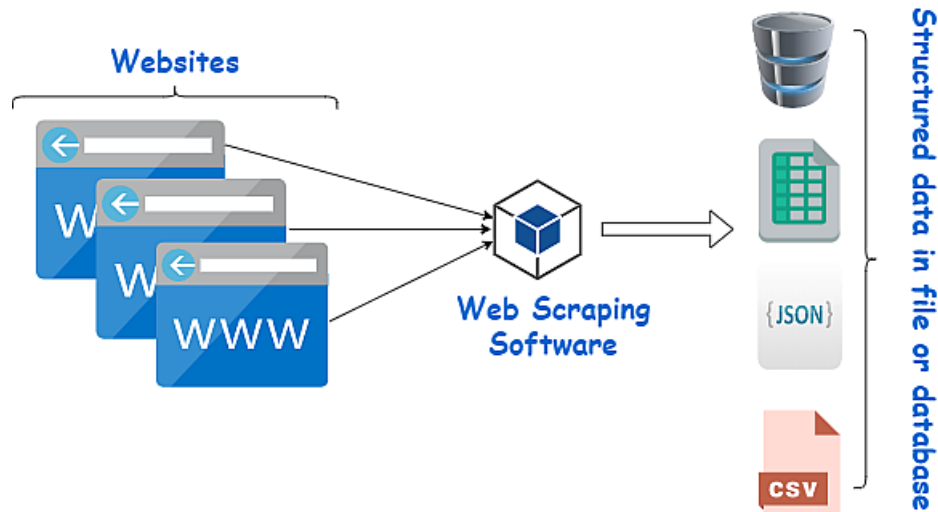 Websites
W
W
WWW
Web Scraping
Software
{JSON}
CSV
Structured data in file or database